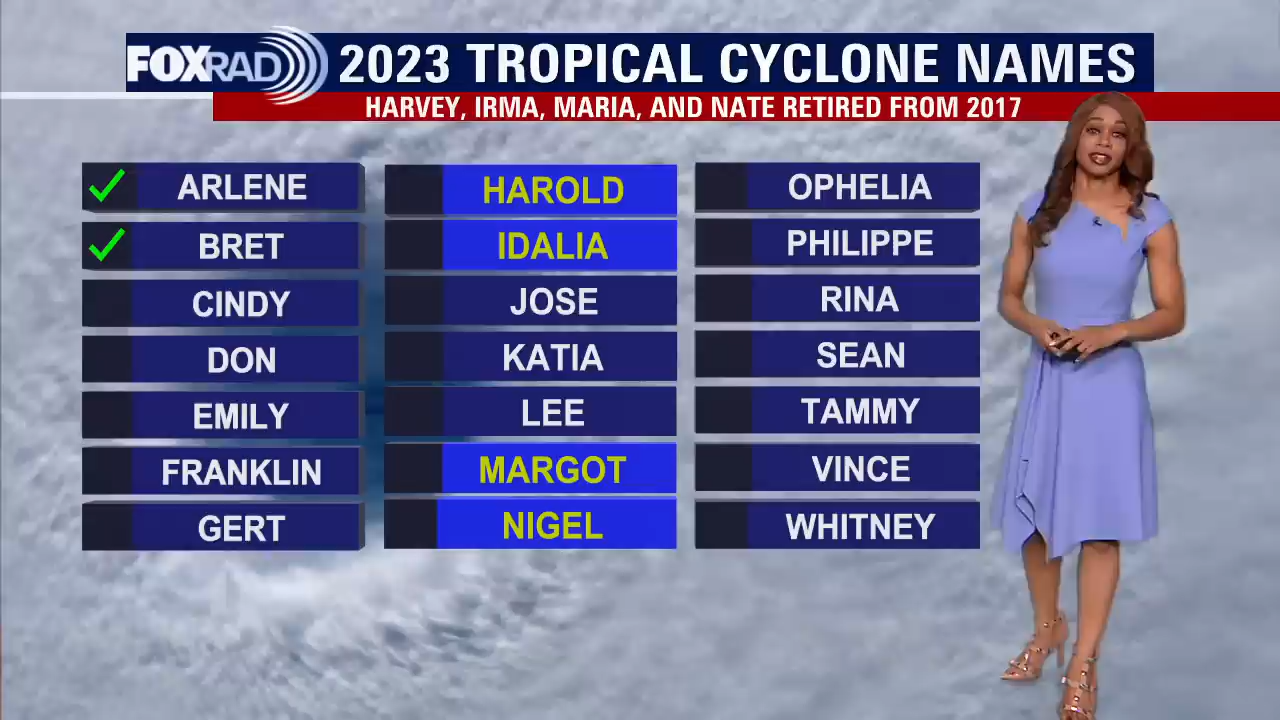 FOXRAD 2023 TROPICAL CYCLONE NAMES
HARVEY, IRMA, MARIA, AND NATE RETIRED FROM 2017
ARLENE
BRET
CINDY
DON
EMILY
FRANKLIN
GERT
HAROLD
IDALIA
JOSE
KATIA
LEE
MARGOT
NIGEL
OPHELIA
PHILIPPE
RINA
SEAN
TAMMY
VINCE
WHITNEY